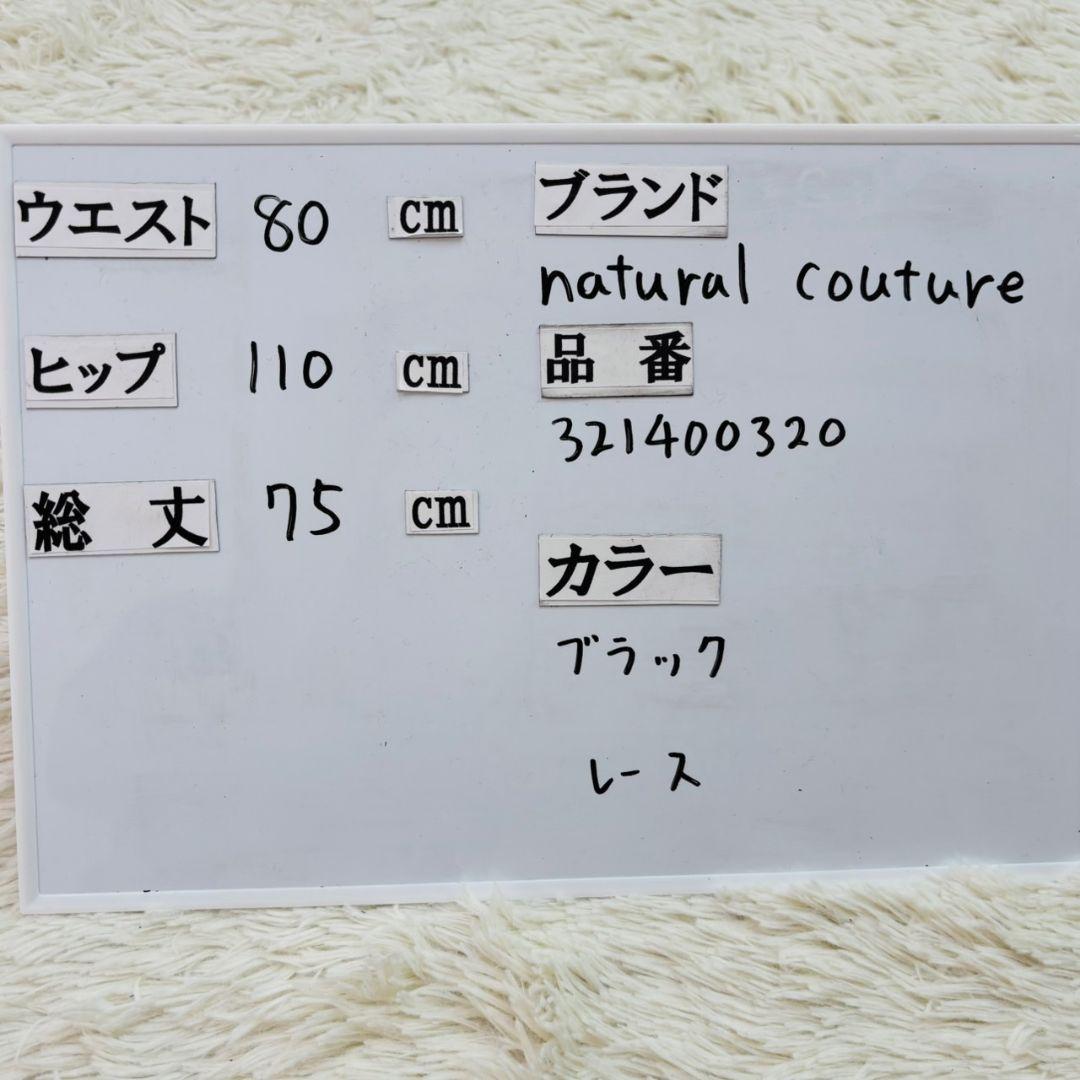 ウエスト 80 cm
ヒップ 110 cm
総丈 75 cm
ブランド
natural couture
品番
321400320
カラー
ブラック
レース